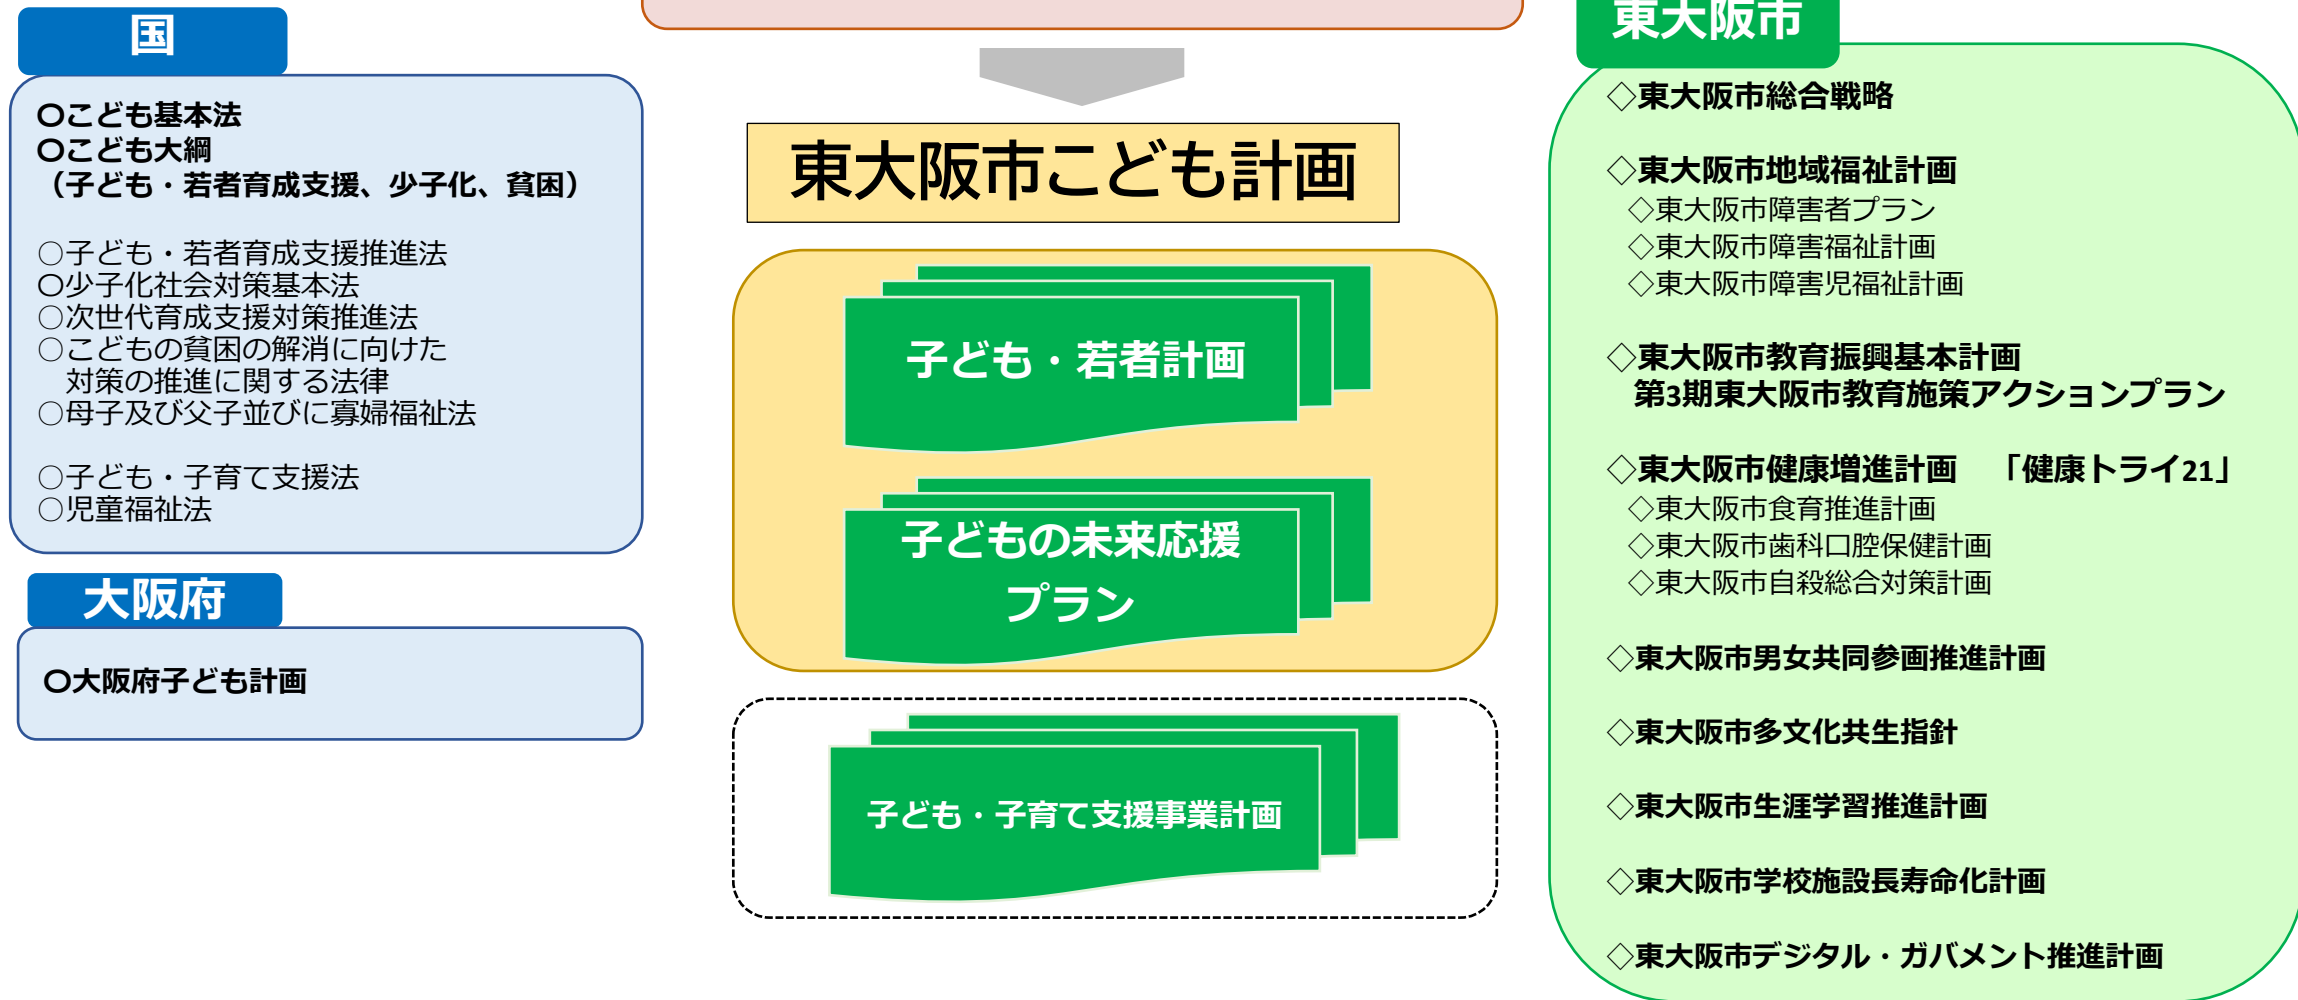 国
〇こども基本法
〇こども大綱
（子ども・若者育成支援、少子化、貧困）
○子ども・若者育成支援推進法
〇少子化社会対策基本法
○次世代育成支援対策推進法
○こどもの貧困の解消に向けた
対策の推進に関する法律
○母子及び父子並びに寡婦福祉法
○子ども・子育て支援法
○児童福祉法
大阪府
〇大阪府子ども計画
東大阪市こども計画
子ども・若者計画
子どもの未来応援
プラン
子ども・子育て支援事業計画
東大阪市
◇東大阪市総合戦略
◇東大阪市地域福祉計画
◇東大阪市障害者プラン
◇東大阪市障害福祉計画
◇東大阪市障害児福祉計画
◇東大阪市教育振興基本計画
第3期東大阪市教育施策アクションプラン
◇東大阪市健康増進計画　「健康トライ21」
◇東大阪市食育推進計画
◇東大阪市歯科口腔保健計画
◇東大阪市自殺総合対策計画
◇東大阪市男女共同参画推進計画
◇東大阪市多文化共生指針
◇東大阪市生涯学習推進計画
◇東大阪市学校施設長寿命化計画
◇東大阪市デジタル・ガバメント推進計画